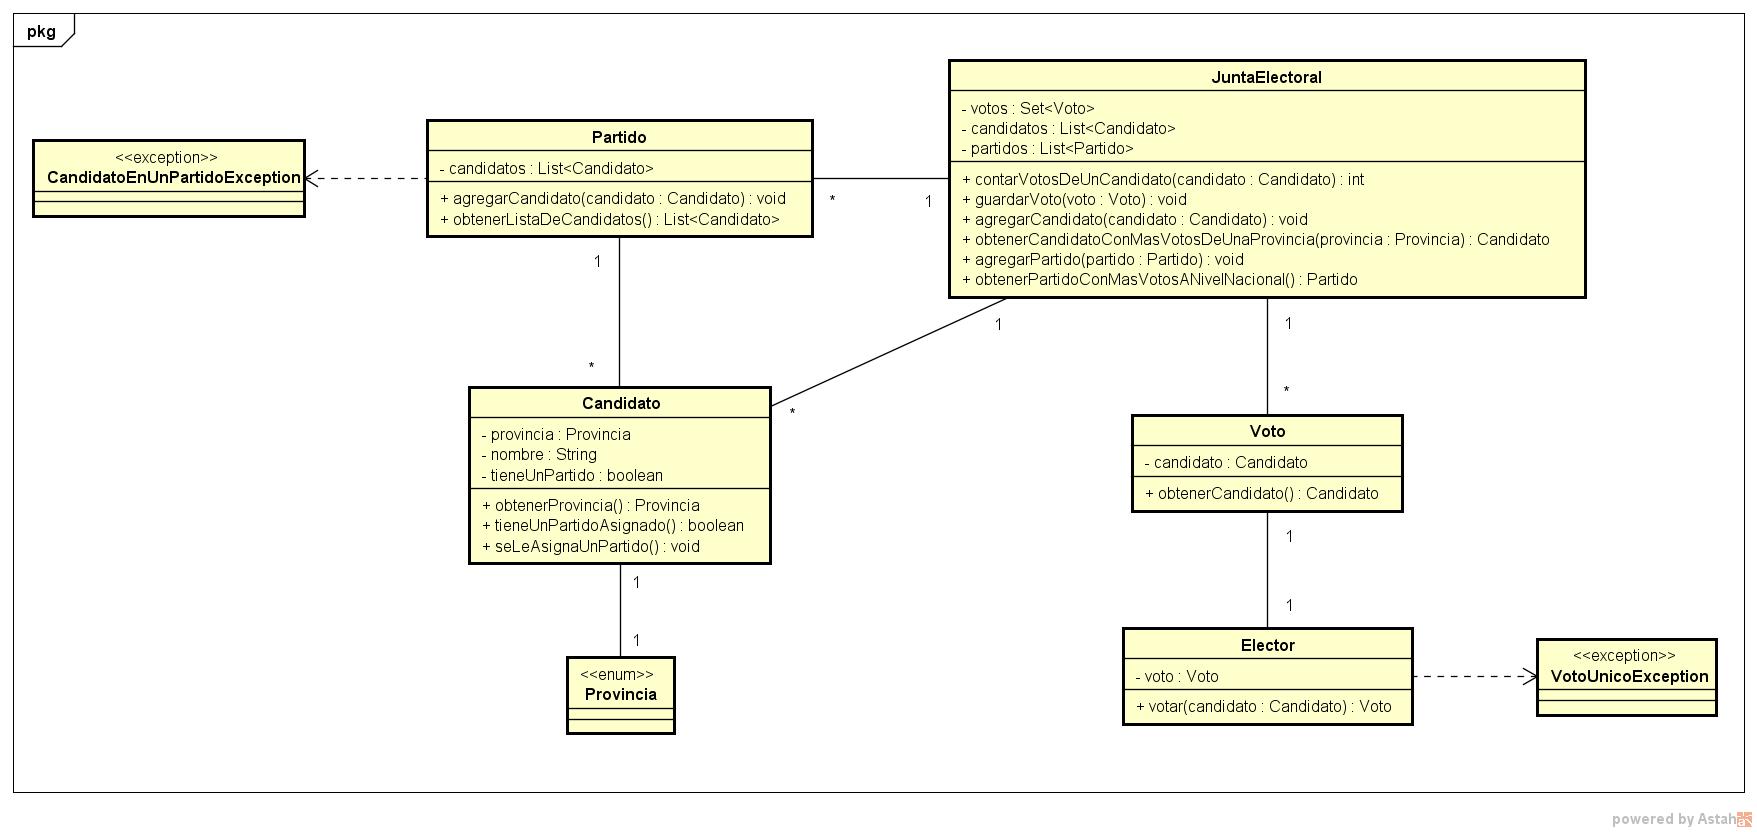 pkg
JuntaElectoral
- votos : Set<Voto>
- candidatos : List<Candidato>
- partidos : List<Partido>
+ contarVotosDeUnCandidato(candidato : Candidato) : int
+ guardarVoto(voto : Voto) : void
+ agregarCandidato(candidato : Candidato) : void
+ obtenerCandidatoConMasVotosDeUnaProvincia(provincia : Provincia) : Candidato
+ agregarPartido(partido : Partido) : void
+ obtenerPartidoConMasVotosANivelNacional() : Partido
Partido
- candidatos : List<Candidato>
+ agregarCandidato(candidato : Candidato) : void
+ obtenerListaDeCandidatos() : List<Candidato>
<<exception>>
CandidatoEnUnPartidoException
*
1
1
*
1
*
1
*
Candidato
- provincia : Provincia
- nombre : String
- tieneUnPartido : boolean
+ obtenerProvincia() : Provincia
+ tieneUnPartidoAsignado() : boolean
+ seLeAsignaUnPartido() : void
Voto
- candidato : Candidato
+ obtenerCandidato() : Candidato
1
1
1
1
<<enum>>
Provincia
Elector
- voto : Voto
+ votar(candidato : Candidato) : Voto
<<exception>>
VotoUnicoException
powered by Astah